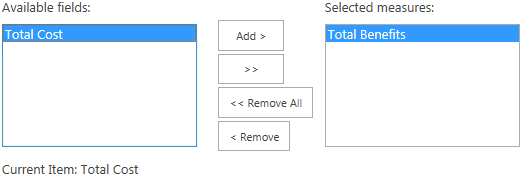 Available fields:
Selected measures:
Total Cost
Add >
Total Benefits
>>
<< Remove All
< Remove
Current Item: Total Cost